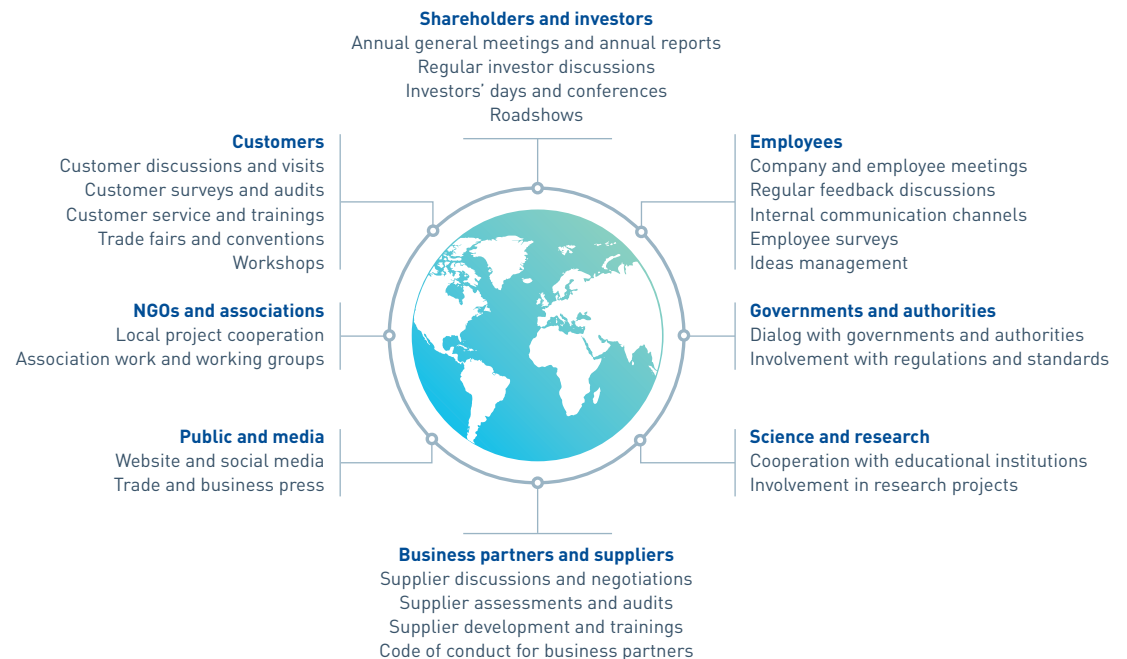 Shareholders and investors
Annual general meetings and annual reports
Regular investor discussions
Investors’ days and conferences
Roadshows
Customers
Customer discussions and visits
Customer surveys and audits
Customer service and trainings
Trade fairs and conventions
Workshops
Employees
Company and employee meetings
Regular feedback discussions
Internal communication channels
Employee surveys
Ideas management
NGOs and associations
Local project cooperation
Association work and working groups
Governments and authorities
Dialog with governments and authorities
Involvement with regulations and standards
Public and media
Website and social media
Trade and business press
Science and research
Cooperation with educational institutions
Involvement in research projects
Business partners and suppliers
Supplier discussions and negotiations
Supplier assessments and audits
Supplier development and trainings
Code of conduct for business partners